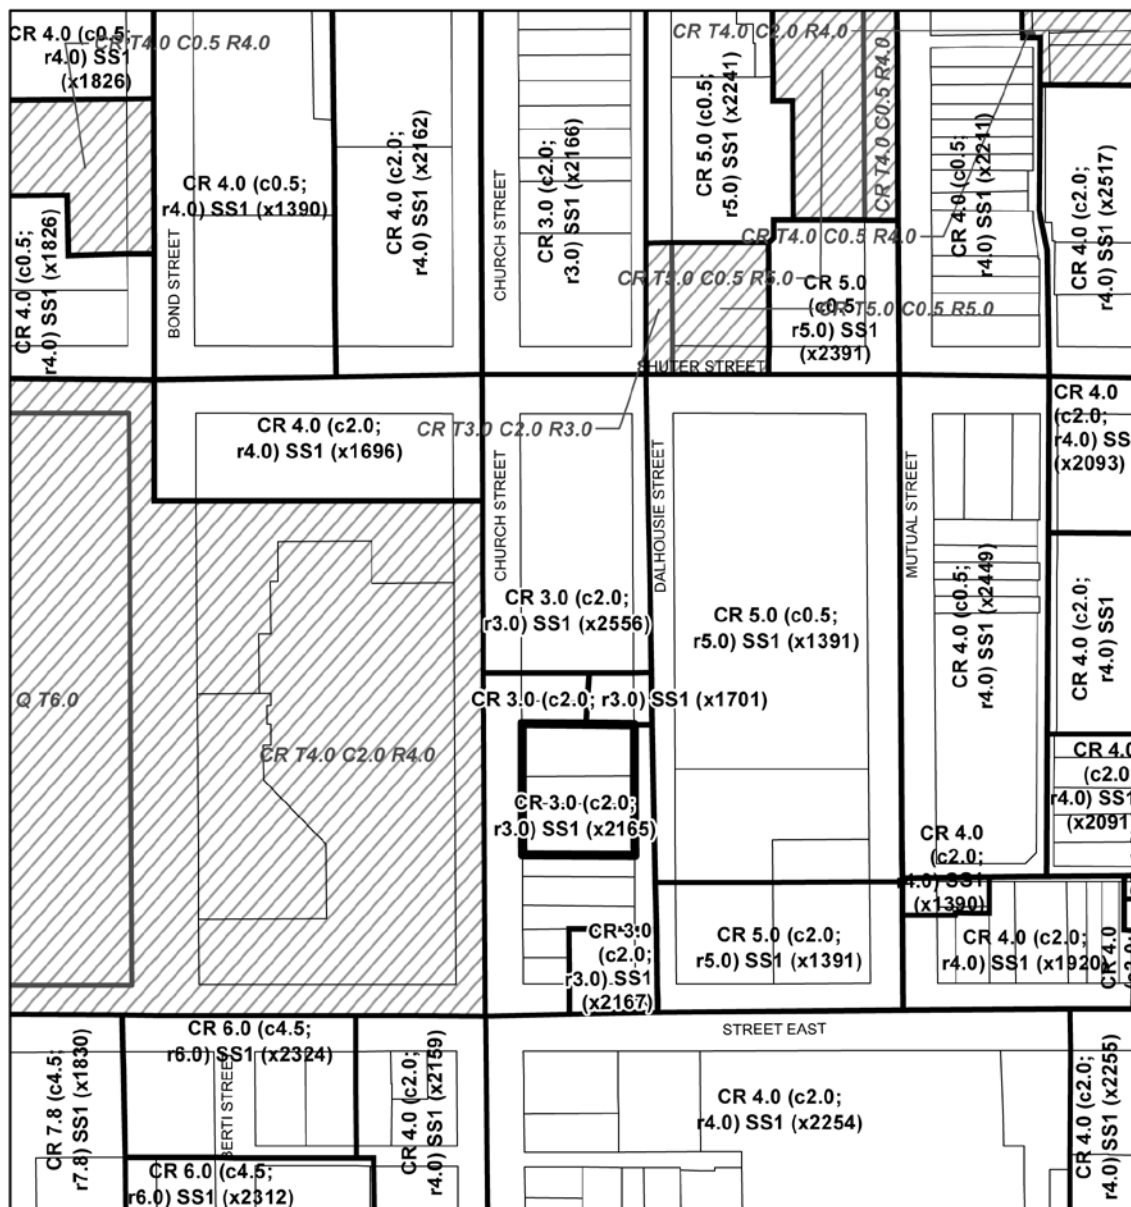 CR 4.0 (c0.5;
r4.0) SS1
(x1826)
CR T4.0 C0.5 R4.0
CR 4.0 (c0.5;
r4.0) SS1 (x1390)
CR 4.0 (c2.0;
r4.0) SS1 (x2162)
CHURCH STREET
CR 3.0 (c2.0;
r3.0) SS1 (x2166)
CR 5.0 (c0.5;
r5.0) SS1 (x2241)
CR T4.0 C2.0 R4.0
CR T4.0 C0.5 R4.0
CR 4.0 (c0.5;
r4.0) SS1 (x2211)
CR 4.0 (c2.0;
r4.0) SS1 (x2517)
CR 4.0 (c0.5;
r4.0) SS1 (x1826)
BOND STREET
CR T4.0 C0.5 R4.0
CR T5.0 C0.5 R5.0
CR 5.0
(c0.5
r5.0) SS1
(x2391)
CR T5.0 C0.5 R5.0
SHUTER STREET
CR 4.0 (c2.0;
r4.0) SS1 (x1696)
CR T3.0 C2.0 R3.0
CHURCH STREET
DALHOUSIE STREET
MUTUAL STREET
CR 4.0
(c2.0;
r4.0) SS
(x2093)
CR 3.0 (c2.0;
r3.0) SS1 (x2556)
CR 5.0 (c0.5;
r5.0) SS1 (x1391)
CR 4.0 (c0.5;
r4.0) SS1 (x2449)
CR 4.0 (c2.0;
r4.0) SS1
Q T6.0
CR 3.0 (c2.0; r3.0) SS1 (x1701)
CR T4.0 C2.0 R4.0
CR 3.0 (c2.0;
r3.0) SS1 (x2165)
CR 4.0
(c2.0
r4.0) SS1
(x2091)
CR 4.0
(c2.0;
r4.0) SS1
(x1390)
CR 3.0
(c2.0;
r3.0) SS1
(x2167)
CR 5.0 (c2.0;
r5.0) SS1 (x1391)
CR 4.0 (c2.0;
r4.0) SS1 (x1920)
CR 4.0
STREET EAST
CR 7.8 (c4.5;
r7.8) SS1 (x1830)
CR 6.0 (c4.5;
r6.0) SS1 (x2324)
BERTI STREET
CR 4.0 (c2.0;
r4.0) SS1 (x2159)
CR 4.0 (c2.0;
r4.0) SS1 (x2254)
CR 4.0 (c2.0;
r4.0) SS1 (x2255)
CR 6.0 (c4.5;
r6.0) SS1 (x2312)